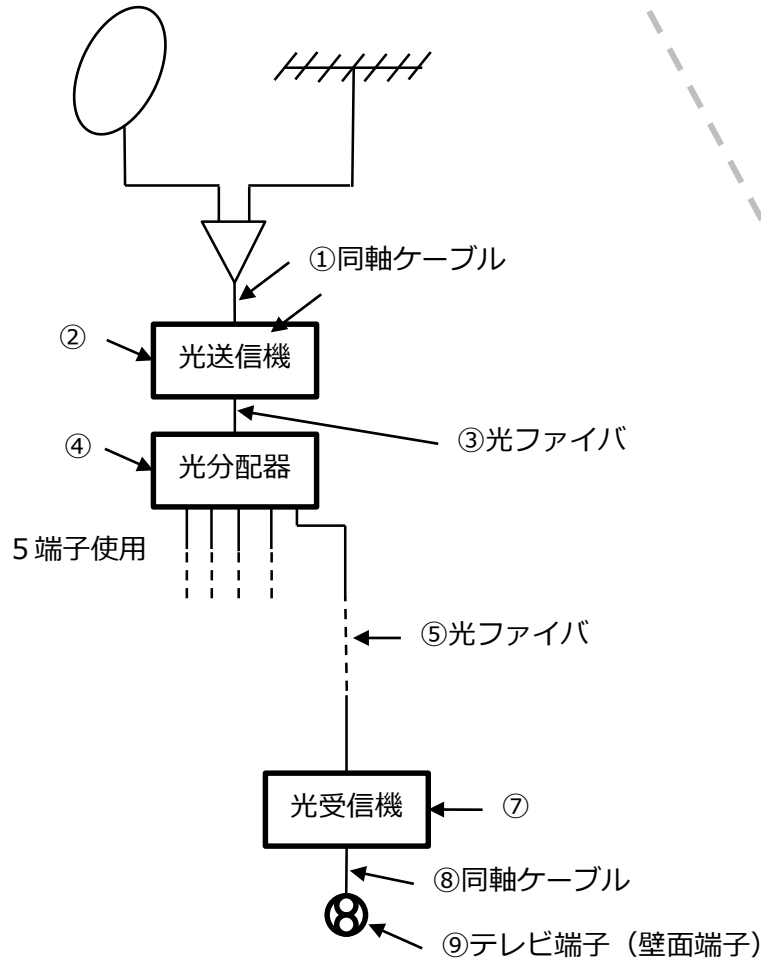 ①同軸ケーブル
②
光送信機
③光ファイバ
④
光分配器
5端子使用
⑤光ファイバ
光受信機
⑦
⑧同軸ケーブル
⑨テレビ端子（壁面端子）